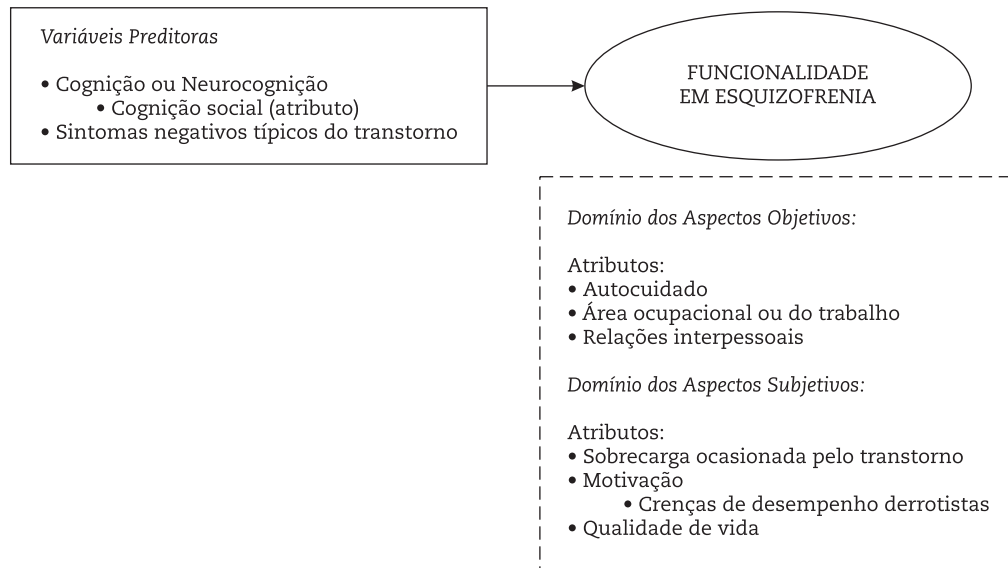 Variáveis Preditoras
• Cognição ou Neurocognição
• Cognição social (atributo)
• Sintomas negativos típicos do transtorno
FUNCIONALIDADE
EM ESQUIZOFRENIA
Domínio dos Aspectos Objetivos:
Atributos:
• Autocuidado
• Área ocupacional ou do trabalho
• Relações interpessoais
Domínio dos Aspectos Subjetivos:
Atributos:
• Sobrecarga ocasionada pelo transtorno
• Motivação
• Crenças de desempenho derrotistas
• Qualidade de vida